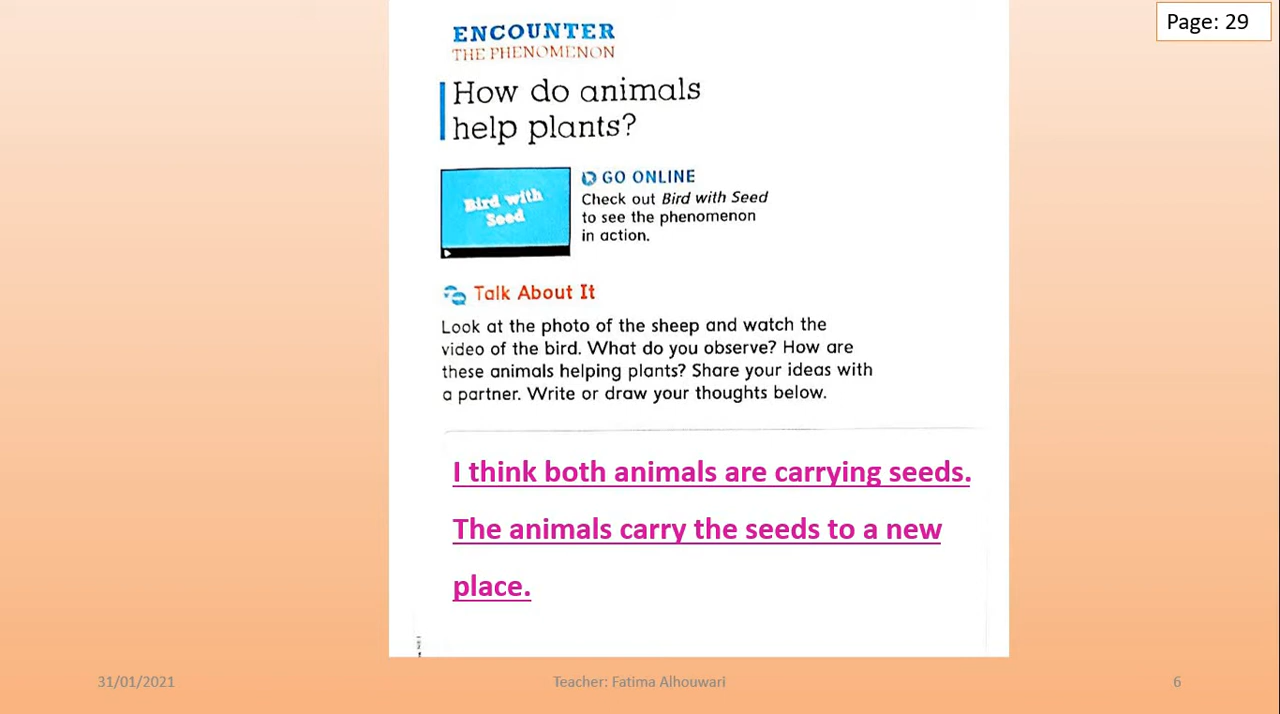 Page: 29
ENCOUNTER
THE PHENOMENON
How do animals
help plants?
Bird with
Seed
GO ONLINE
Check out Bird with Seed
to see the phenomenon
in action.
Talk About It
Look at the photo of the sheep and watch the
video of the bird. What do you observe? How are
these animals helping plants? Share your ideas with
a partner. Write or draw your thoughts below.
I think both animals are carrying seeds.
The animals carry the seeds to a new
place.
31/01/2021
Teacher: Fatima Alhouwari
6